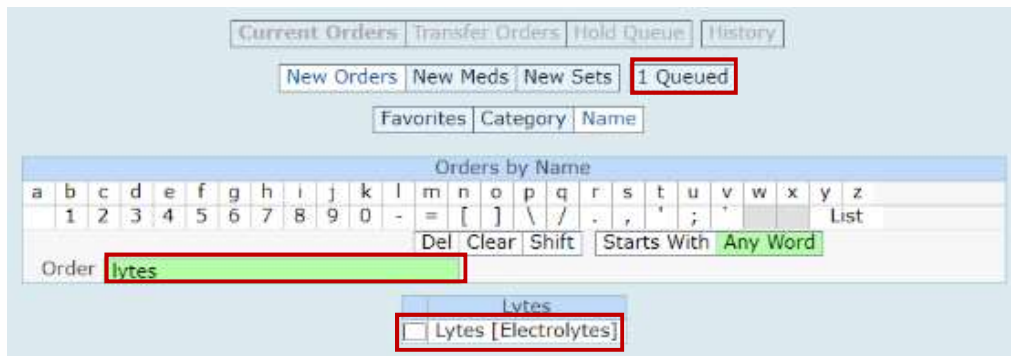 Current Orders Transfer Orders Hold Queue History
New Orders New Meds New Sets 1 Queued
Favorites Category Name
Orders by Name
a b c d e f g h i j k l m n o p q r s t u v w x y z
1 2 3 4 5 6 7 8 9 0 - = [ ] \ / . , ' ; ` List
Del Clear Shift Starts With Any Word
Order lytes
Lytes
Lytes [Electrolytes]